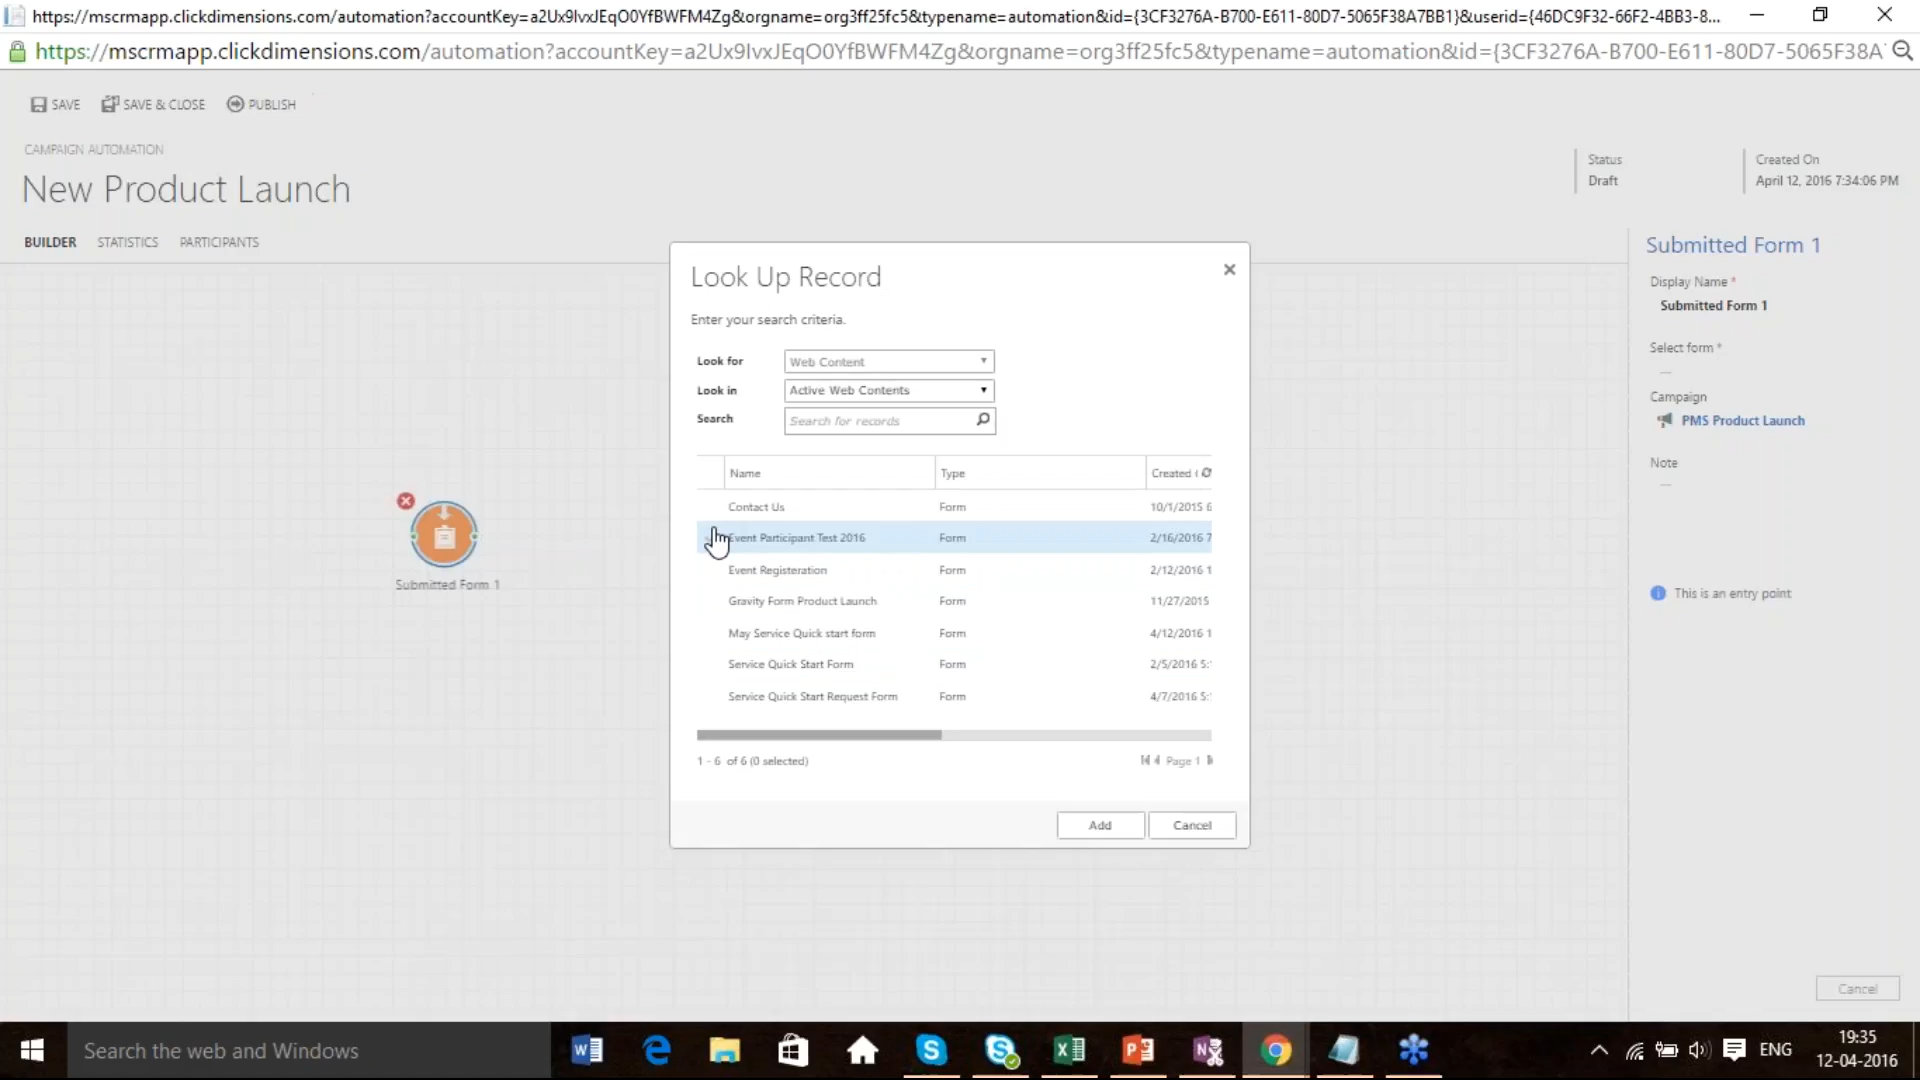 https://mscrmapp.clickdimensions.com/automation?accountKey=a2Ux9IvxJEqO0YfBWFM4Zg&orgname=org3ff25fc5&typename=automation&id={3CF3276A-B700-E611-80D7-5065F38A7BB1}&userid={46DC9F32-66F2-4BB3-8...
https://mscrmapp.clickdimensions.com/automation?accountKey=a2Ux9IvxJEqO0YfBWFM4Zg&orgname=org3ff25fc5&typename=automation&id={3CF3276A-B700-E611-80D7-5065F38A
SAVE SAVE & CLOSE PUBLISH
CAMPAIGN AUTOMATION
New Product Launch
Status
Draft
Created On
April 12, 2016 7:34:06 PM
BUILDER STATISTICS PARTICIPANTS
Submitted Form 1
Look Up Record
Enter your search criteria.
Look for Web Content
Look in Active Web Contents
Search Search for records
Name Type Created
Contact Us Form 10/1/2015 6
Event Participant Test 2016 Form 2/16/2016 7
Event Registeration Form 2/12/2016 1
Gravity Form Product Launch Form 11/27/2015
May Service Quick start form Form 4/12/2016 1
Service Quick Start Form Form 2/5/2016 5:
Service Quick Start Request Form Form 4/7/2016 5:
1 - 6 of 6 (0 selected) Page 1
Add Cancel
Submitted Form 1
Display Name *
Submitted Form 1
Select form *
--
Campaign
PMS Product Launch
Note
--
This is an entry point
Cancel
Search the web and Windows
ENG
19:35
12-04-2016